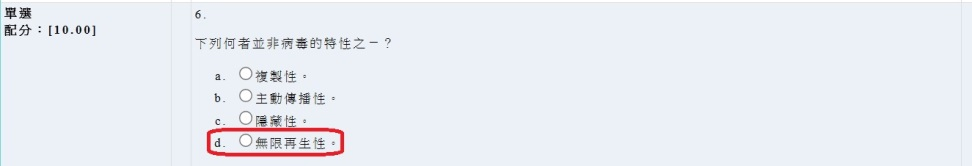 單選
配分：[10.00]
6.
下列何者並非病毒的特性之一？
a. 複製性。
b. 主動傳播性。
c. 隱藏性。
d. 無限再生性。